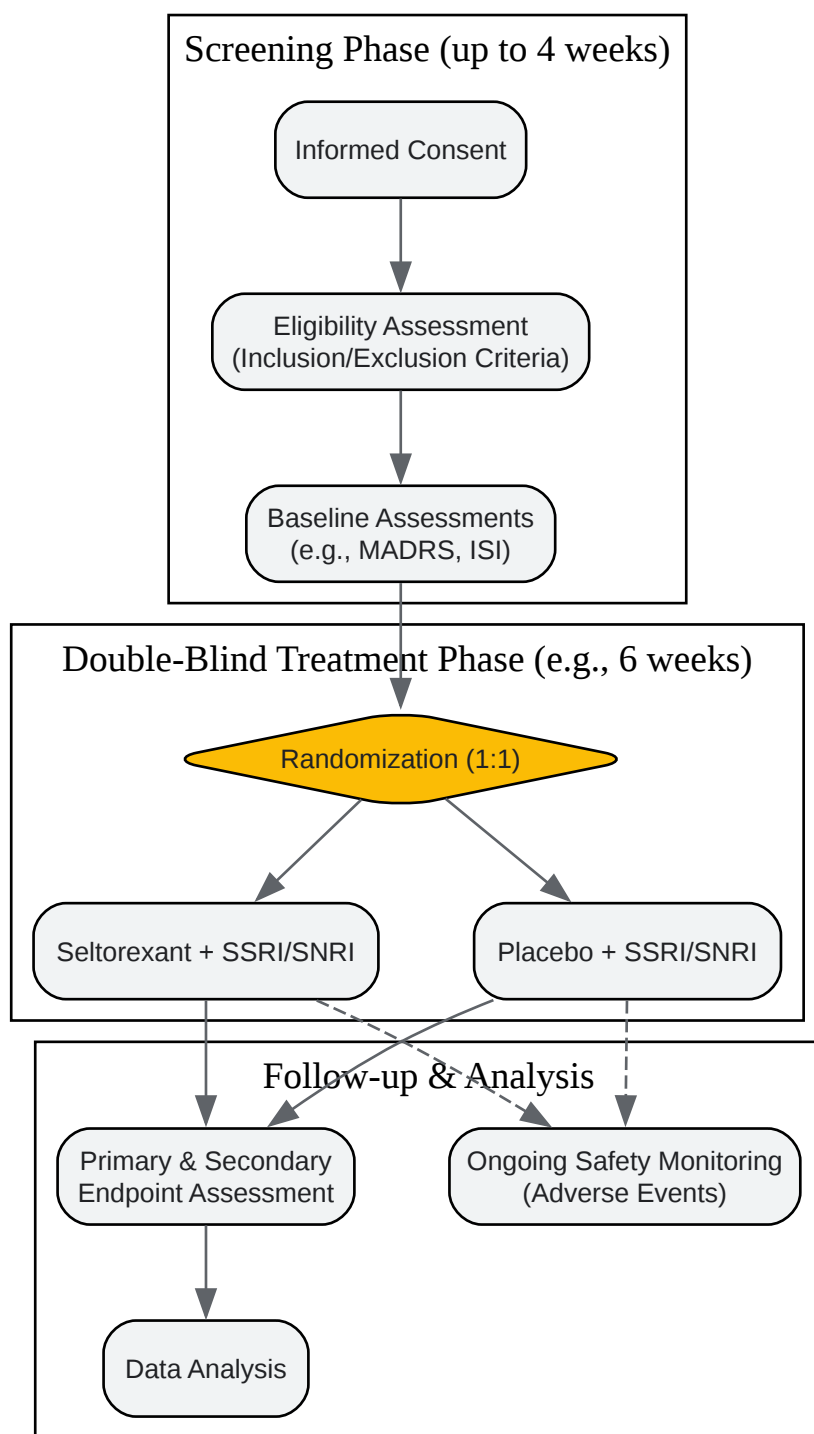 Screening Phase (up to 4 weeks)
Informed Consent
Eligibility Assessment
(Inclusion/Exclusion Criteria)
Baseline Assessments
(e.g., MADRS, ISI)
Double-Blind Treatment Phase (e.g., 6 weeks)
Randomization (1:1)
Seltorexant + SSRI/SNRI
Placebo + SSRI/SNRI
Follow-up & Analysis
Primary & Secondary
Endpoint Assessment
Ongoing Safety Monitoring
(Adverse Events)
Data Analysis